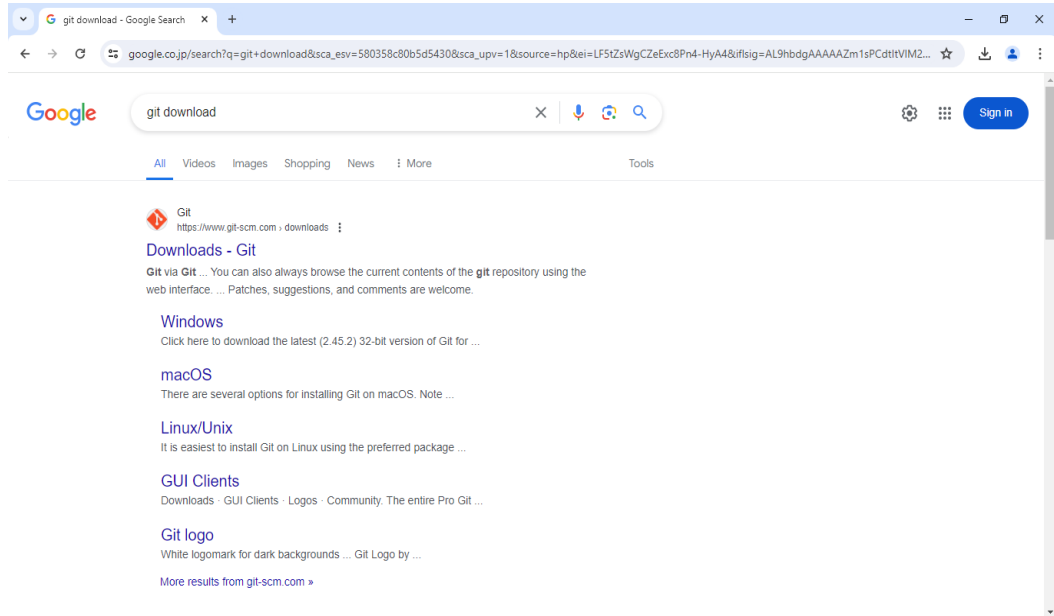 git download - Google Search
google.co.jp/search?q=git+download&sca_esv=580358c80b5d5430&sca_upv=1&source=hp&ei=LF5tZsWgCZeExc8Pn4-HyA4&iflsig=AL9hbdgAAAAAZm1sPCdtItVIM2...
Google
git download
Sign in
All Videos Images Shopping News More Tools
Git
https://www.git-scm.com › downloads
Downloads - Git
Git via Git ... You can also always browse the current contents of the git repository using the
web interface. ... Patches, suggestions, and comments are welcome.
Windows
Click here to download the latest (2.45.2) 32-bit version of Git for ...
macOS
There are several options for installing Git on macOS. Note ...
Linux/Unix
It is easiest to install Git on Linux using the preferred package ...
GUI Clients
Downloads · GUI Clients · Logos · Community. The entire Pro Git ...
Git logo
White logomark for dark backgrounds ... Git Logo by ...
More results from git-scm.com »